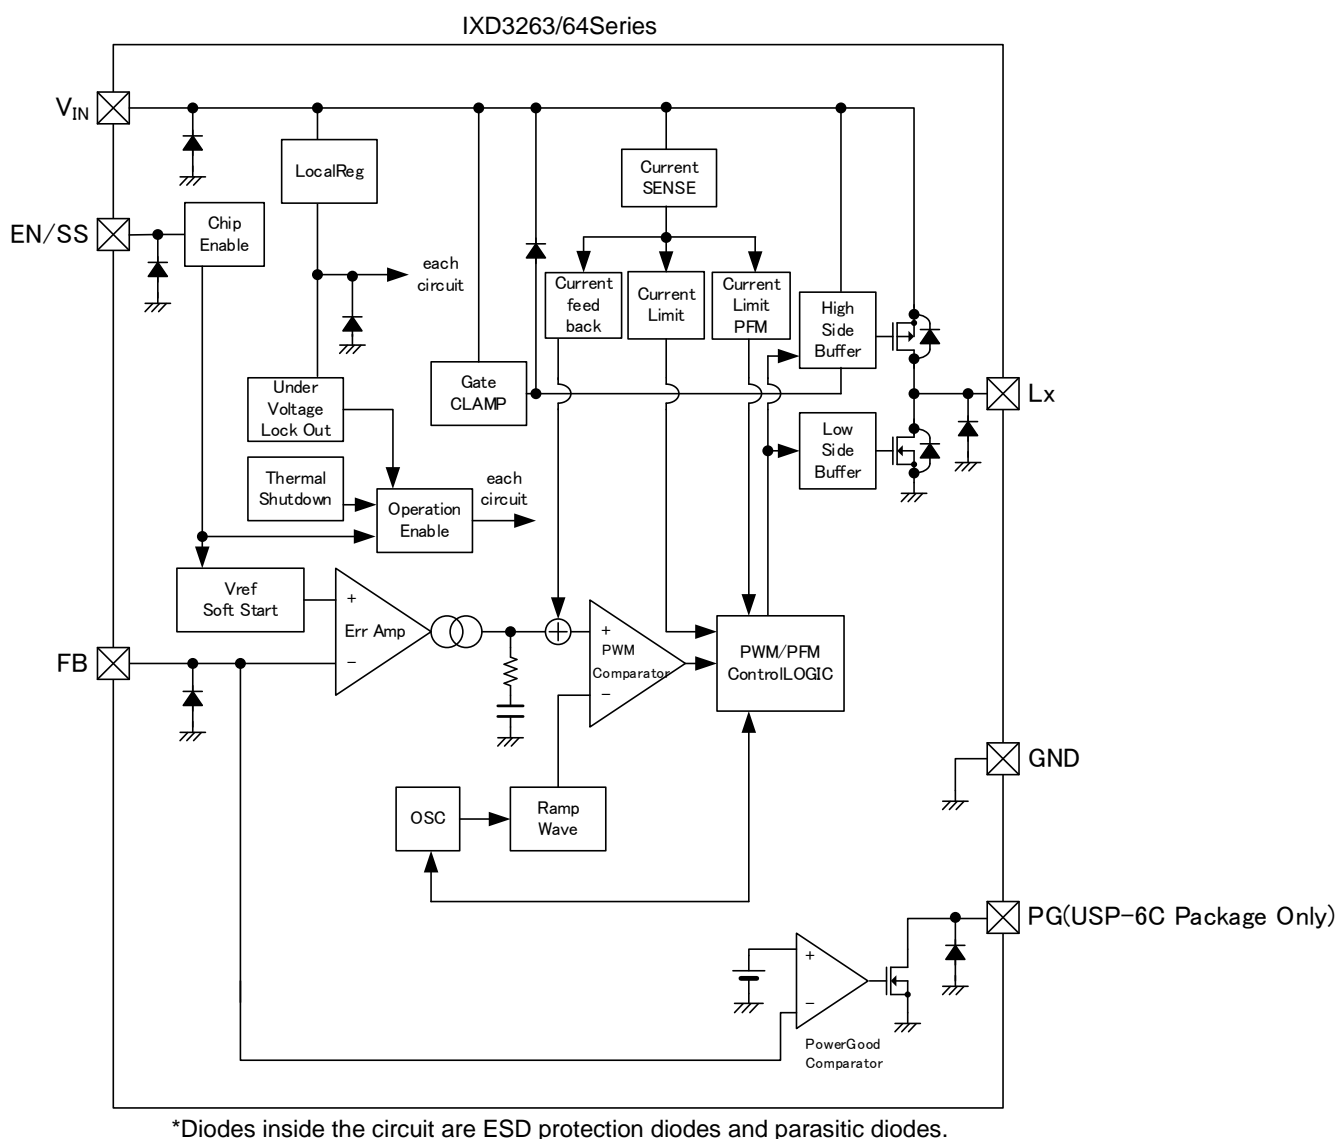 IXD3263/64Series
VIN
LocalReg
Current
SENSE
EN/SS
Chip
Enable
each
circuit
Current
feed
back
Current
Limit
Current
Limit
PFM
High
Side
Buffer
Under
Voltage
Lock Out
Gate
CLAMP
Lx
Low
Side
Buffer
Thermal
Shutdown
Operation
Enable
each
circuit
Vref
Soft Start
+
Err Amp
−
+
+
PWM
Comparator
−
PWM/PFM
ControlLOGIC
FB
GND
OSC
Ramp
Wave
PG(USP-6C Package Only)
+
−
PowerGood
Comparator
*Diodes inside the circuit are ESD protection diodes and parasitic diodes.